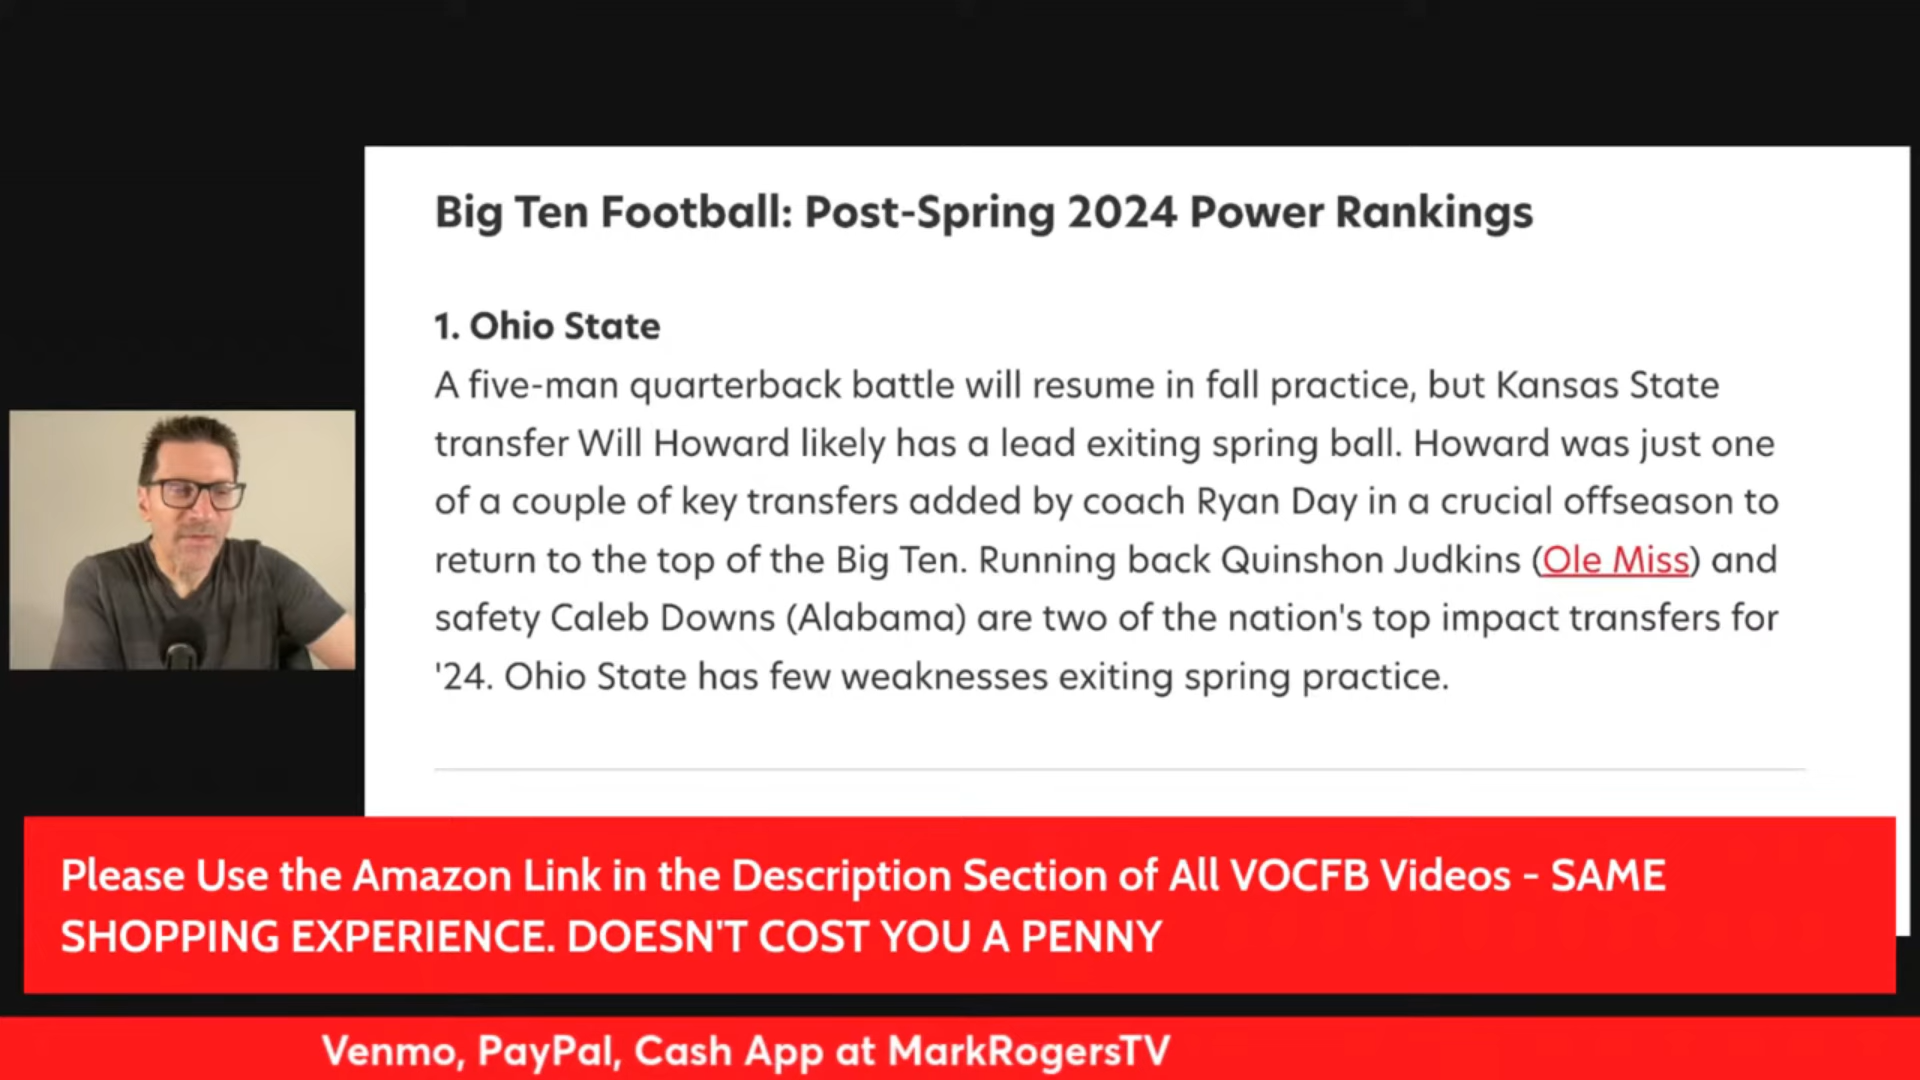 Big Ten Football: Post-Spring 2024 Power Rankings
1. Ohio State
A five-man quarterback battle will resume in fall practice, but Kansas State
transfer Will Howard likely has a lead exiting spring ball. Howard was just one
of a couple of key transfers added by coach Ryan Day in a crucial offseason to
return to the top of the Big Ten. Running back Quinshon Judkins (Ole Miss) and
safety Caleb Downs (Alabama) are two of the nation's top impact transfers for
'24. Ohio State has few weaknesses exiting spring practice.
Please Use the Amazon Link in the Description Section of All VOCFB Videos - SAME
SHOPPING EXPERIENCE. DOESN'T COST YOU A PENNY
Venmo, PayPal, Cash App at MarkRogersTV